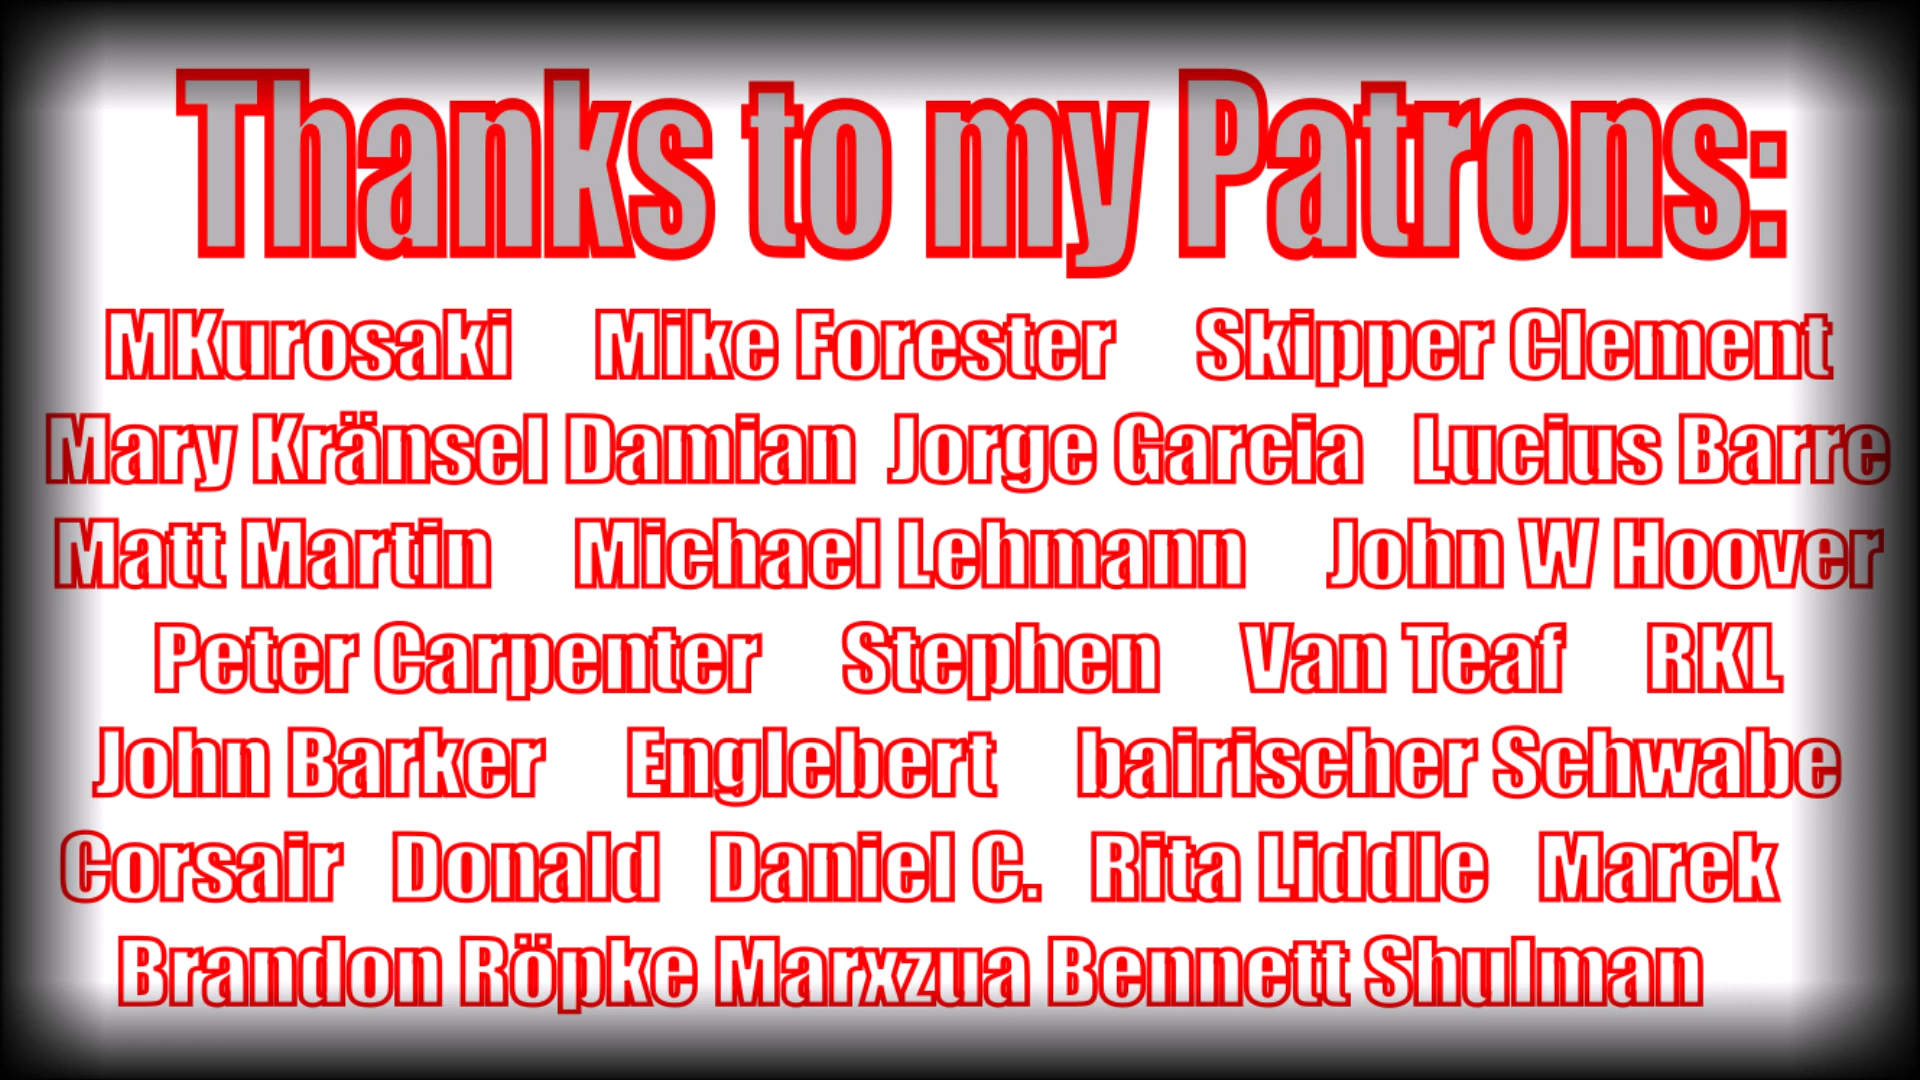 Thanks to my Patrons:
MKurosaki Mike Forester Skipper Clement
Mary Kränsel Damian Jorge Garcia Lucius Barre
Matt Martin Michael Lehmann John W Hoover
Peter Carpenter Stephen Van Teaf RKL
John Barker Englebert bairischer Schwabe
Corsair Donald Daniel C. Rita Liddle Marek
Brandon Röpke Marxzua Bennett Shulman